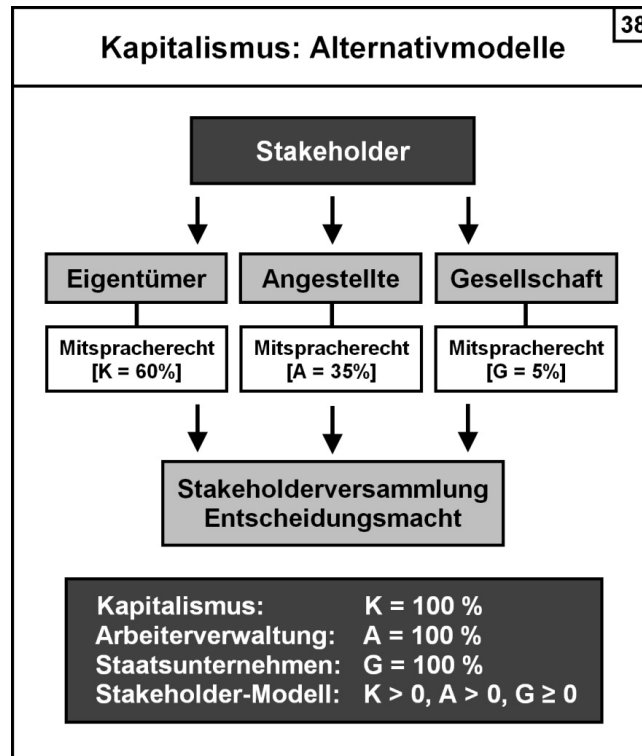 38
Kapitalismus: Alternativmodelle
Stakeholder
Eigentümer Angestellte Gesellschaft
Mitspracherecht Mitspracherecht Mitspracherecht
[K = 60%] [A = 35%] [G = 5%]
Stakeholderversammlung
Entscheidungsmacht
Kapitalismus: K = 100 %
Arbeiterverwaltung: A = 100 %
Staatsunternehmen: G = 100 %
Stakeholder-Modell: K > 0, A > 0, G ≥ 0